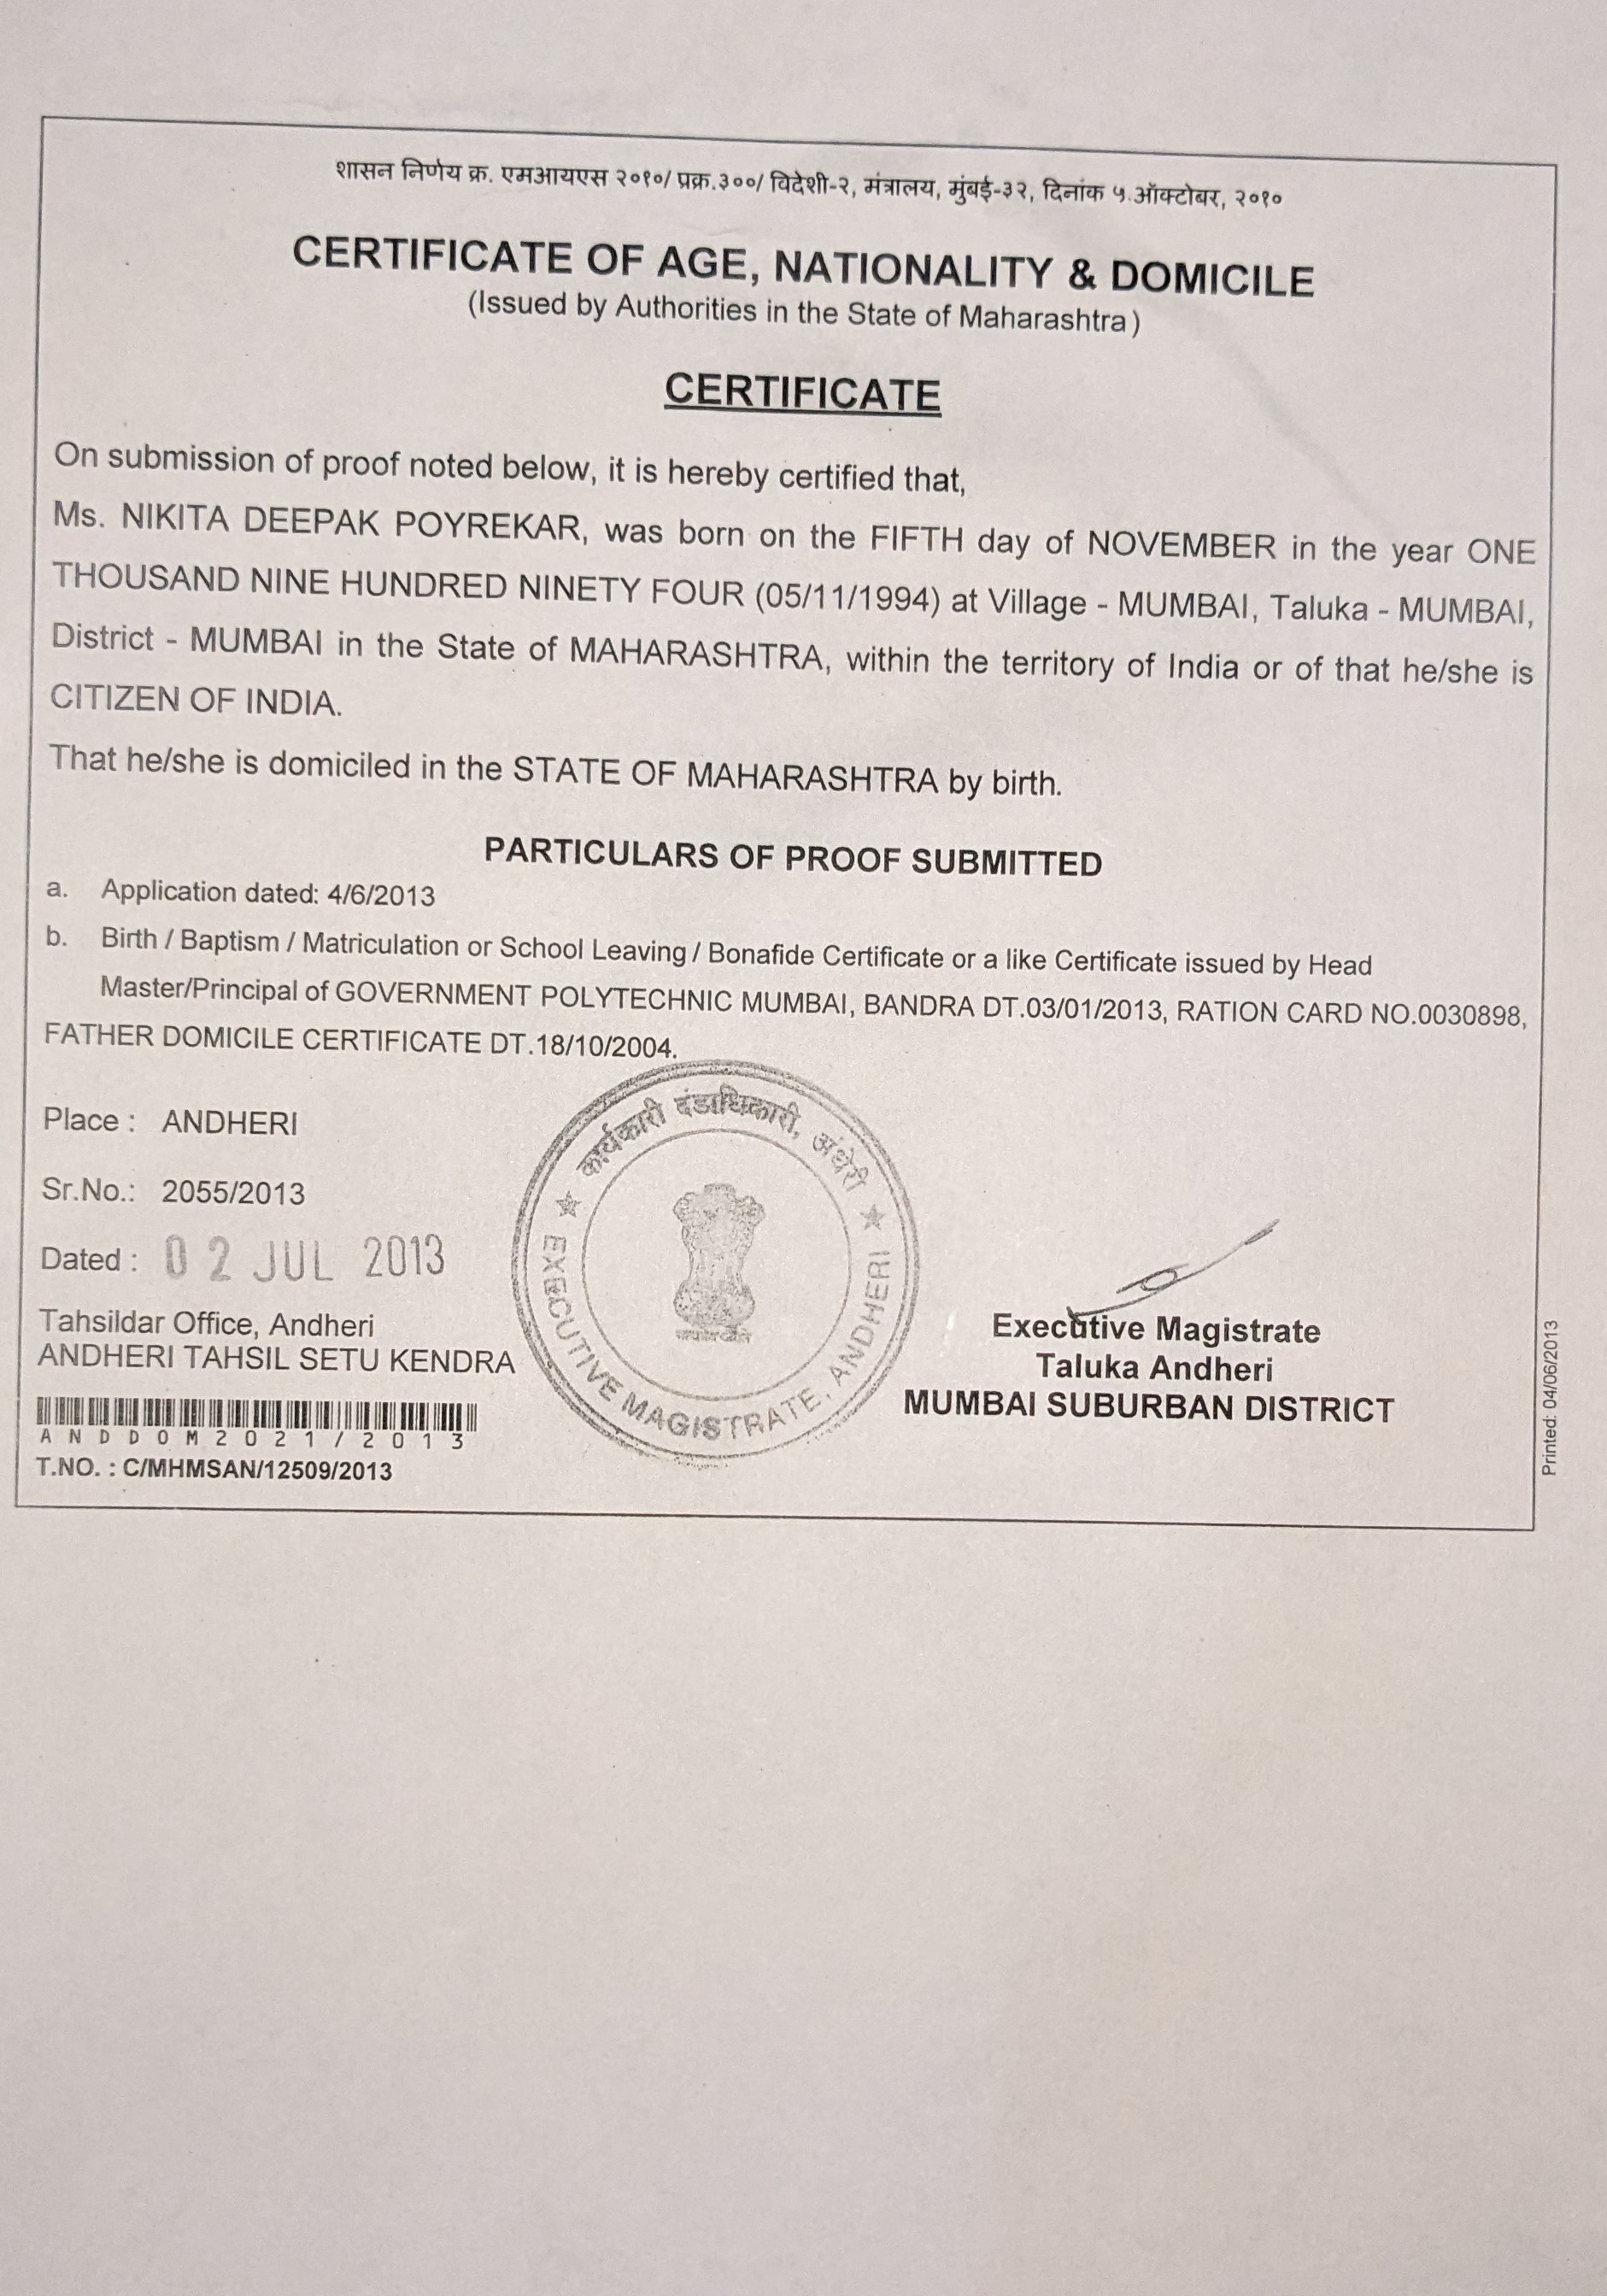 शासन निर्णय क्र. एमआयएस २०१०/ प्रक्र.३००/ विदेशी-२, मंत्रालय, मुंबई-३२, दिनांक ५.ऑक्टोबर, २०१०
CERTIFICATE OF AGE, NATIONALITY & DOMICILE
(Issued by Authorities in the State of Maharashtra)
CERTIFICATE
On submission of proof noted below, it is hereby certified that,
Ms. NIKITA DEEPAK POYREKAR, was born on the FIFTH day of NOVEMBER in the year ONE
THOUSAND NINE HUNDRED NINETY FOUR (05/11/1994) at Village - MUMBAI, Taluka - MUMBAI,
District - MUMBAI in the State of MAHARASHTRA, within the territory of India or of that he/she is
CITIZEN OF INDIA.
That he/she is domiciled in the STATE OF MAHARASHTRA by birth.
PARTICULARS OF PROOF SUBMITTED
a. Application dated: 4/6/2013
b. Birth / Baptism / Matriculation or School Leaving / Bonafide Certificate or a like Certificate issued by Head
Master/Principal of GOVERNMENT POLYTECHNIC MUMBAI, BANDRA DT.03/01/2013, RATION CARD NO.0030898,
FATHER DOMICILE CERTIFICATE DT.18/10/2004.
Place : ANDHERI
Sr.No.: 2055/2013
Dated : 02 JUL 2013
Tahsildar Office, Andheri
ANDHERI TAHSIL SETU KENDRA
ANDDOM2021/2013
T.NO. : C/MHMSAN/12509/2013
कार्यकारी दंडाधिकारी, अंधेरी
EXECUTIVE MAGISTRATE, ANDHERI
Executive Magistrate
Taluka Andheri
MUMBAI SUBURBAN DISTRICT
Printed: 04/06/2013